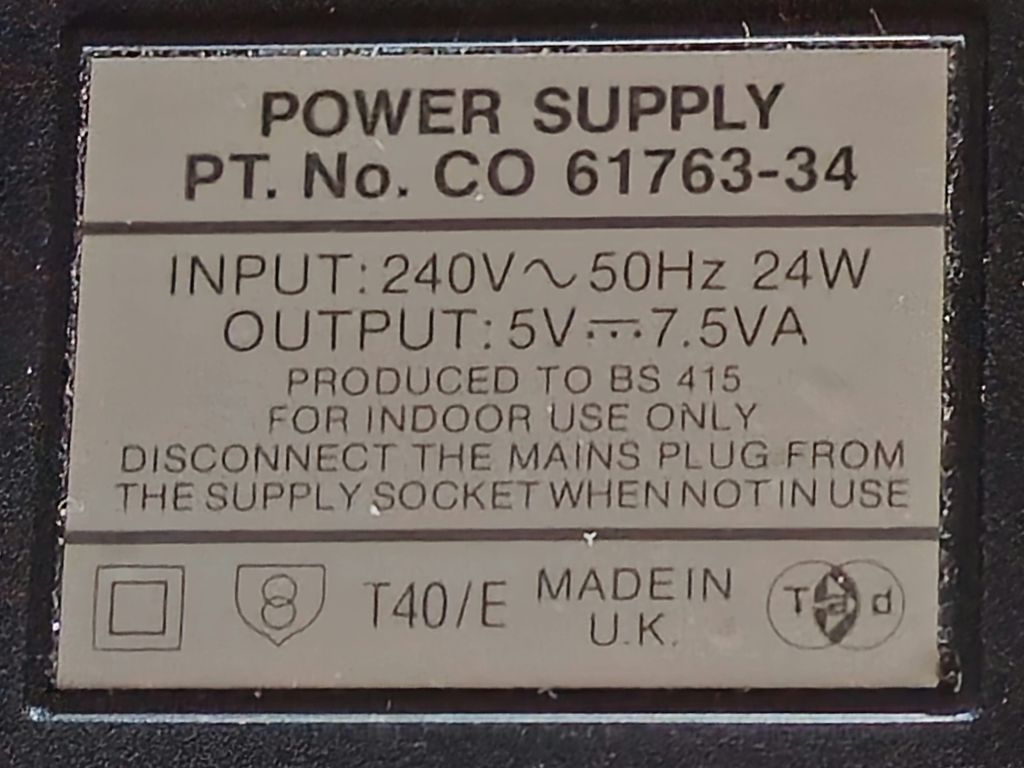 POWER SUPPLY
PT. No. CO 61763-34
INPUT: 240V ∿ 50Hz 24W
OUTPUT: 5V ⎓ 7.5VA
PRODUCED TO BS 415
FOR INDOOR USE ONLY
DISCONNECT THE MAINS PLUG FROM
THE SUPPLY SOCKET WHEN NOT IN USE
T40/E
MADE IN
U.K.
T a d